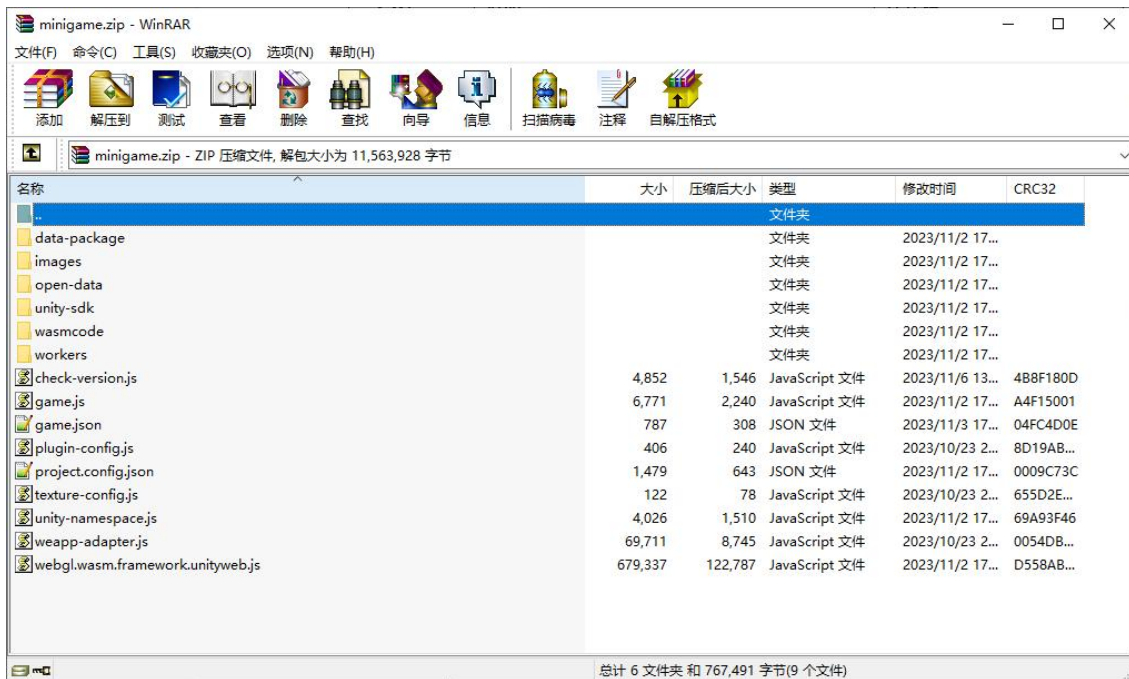 minigame.zip - WinRAR
文件(F) 命令(C) 工具(S) 收藏夹(O) 选项(N) 帮助(H)
添加 解压到 测试 查看 删除 查找 向导 信息 扫描病毒 注释 自解压格式
minigame.zip - ZIP 压缩文件, 解包大小为 11,563,928 字节
名称 大小 压缩后大小 类型 修改时间 CRC32
.. 文件夹
data-package 文件夹 2023/11/2 17...
images 文件夹 2023/11/2 17...
open-data 文件夹 2023/11/2 17...
unity-sdk 文件夹 2023/11/2 17...
wasmcode 文件夹 2023/11/2 17...
workers 文件夹 2023/11/2 17...
check-version.js 4,852 1,546 JavaScript 文件 2023/11/6 13... 4B8F180D
game.js 6,771 2,240 JavaScript 文件 2023/11/2 17... A4F15001
game.json 787 308 JSON 文件 2023/11/3 17... 04FC4D0E
plugin-config.js 406 240 JavaScript 文件 2023/10/23 2... 8D19AB...
project.config.json 1,479 643 JSON 文件 2023/11/2 17... 0009C73C
texture-config.js 122 78 JavaScript 文件 2023/10/23 2... 655D2E...
unity-namespace.js 4,026 1,510 JavaScript 文件 2023/11/2 17... 69A93F46
weapp-adapter.js 69,711 8,745 JavaScript 文件 2023/10/23 2... 0054DB...
webgl.wasm.framework.unityweb.js 679,337 122,787 JavaScript 文件 2023/11/2 17... D558AB...
总计 6 文件夹 和 767,491 字节(9 个文件)